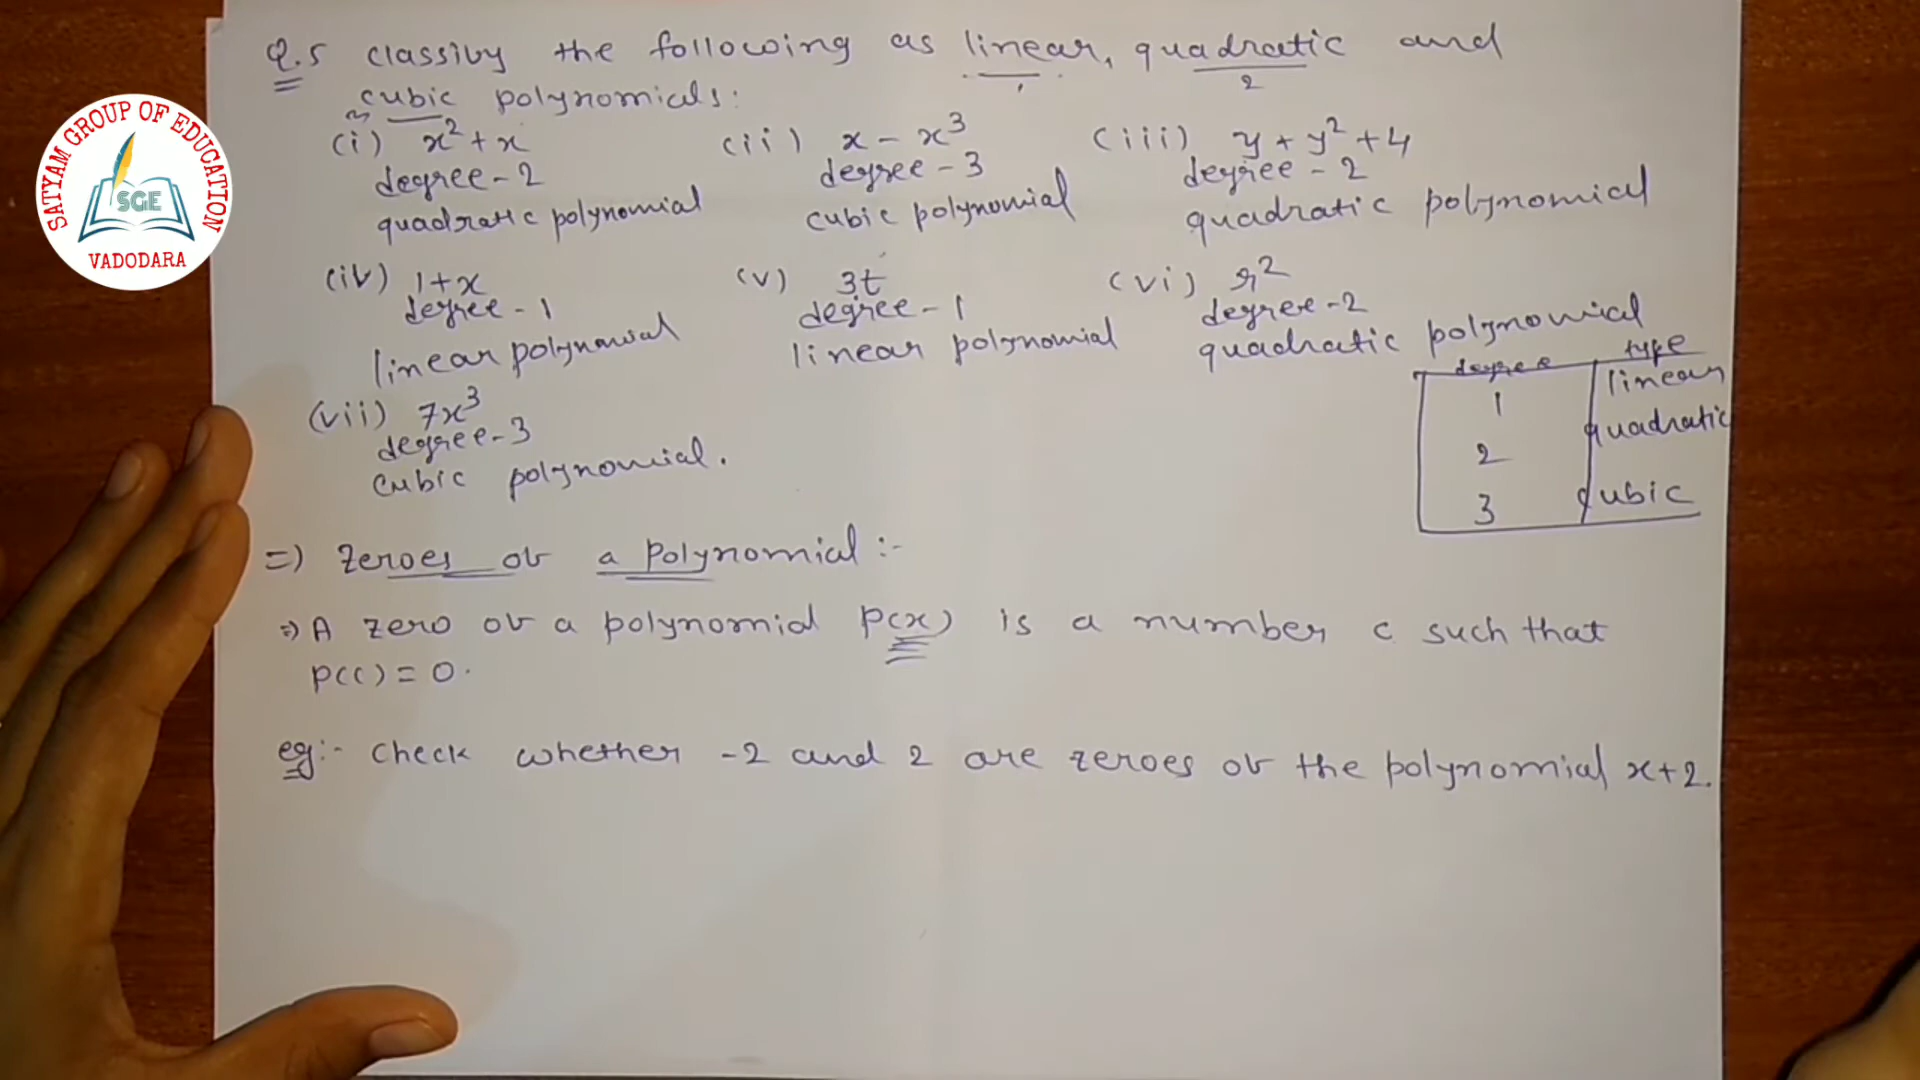 SATYAM GROUP OF EDUCATION
SGE
VADODARA
Q.5 classify the following as linear, quadratic and
1 2
cubic polynomials:
3
(i) x²+x (ii) x-x³ (iii) y+y²+4
degree-2 degree-3 degree-2
quadratic polynomial cubic polynomial quadratic polynomial
(iv) 1+x (v) 3t (vi) r²
degree-1 degree-1 degree-2
linear polynomial linear polynomial quadratic polynomial
degree type
1 linear
2 quadratic
3 cubic
(vii) 7x³
degree-3
cubic polynomial.
=) zeroes of a polynomial :-
=) A zero of a polynomial p(x) is a number c such that
p(c)=0.
eg:- check whether -2 and 2 are zeroes of the polynomial x+2.